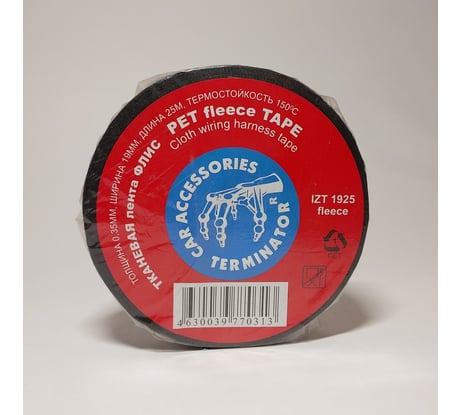 ТОЛЩИНА 0.35ММ, ШИРИНА 19ММ, ДЛИНА 25М, ТЕРМОСТОЙКОСТЬ 150°С
ТКАНЕВАЯ лента ФЛИС PET fleece TAPE
Cloth wiring harness tape
CAR ACCESSORIES
TERMINATOR®
IZT 1925
fleece
4630039770313